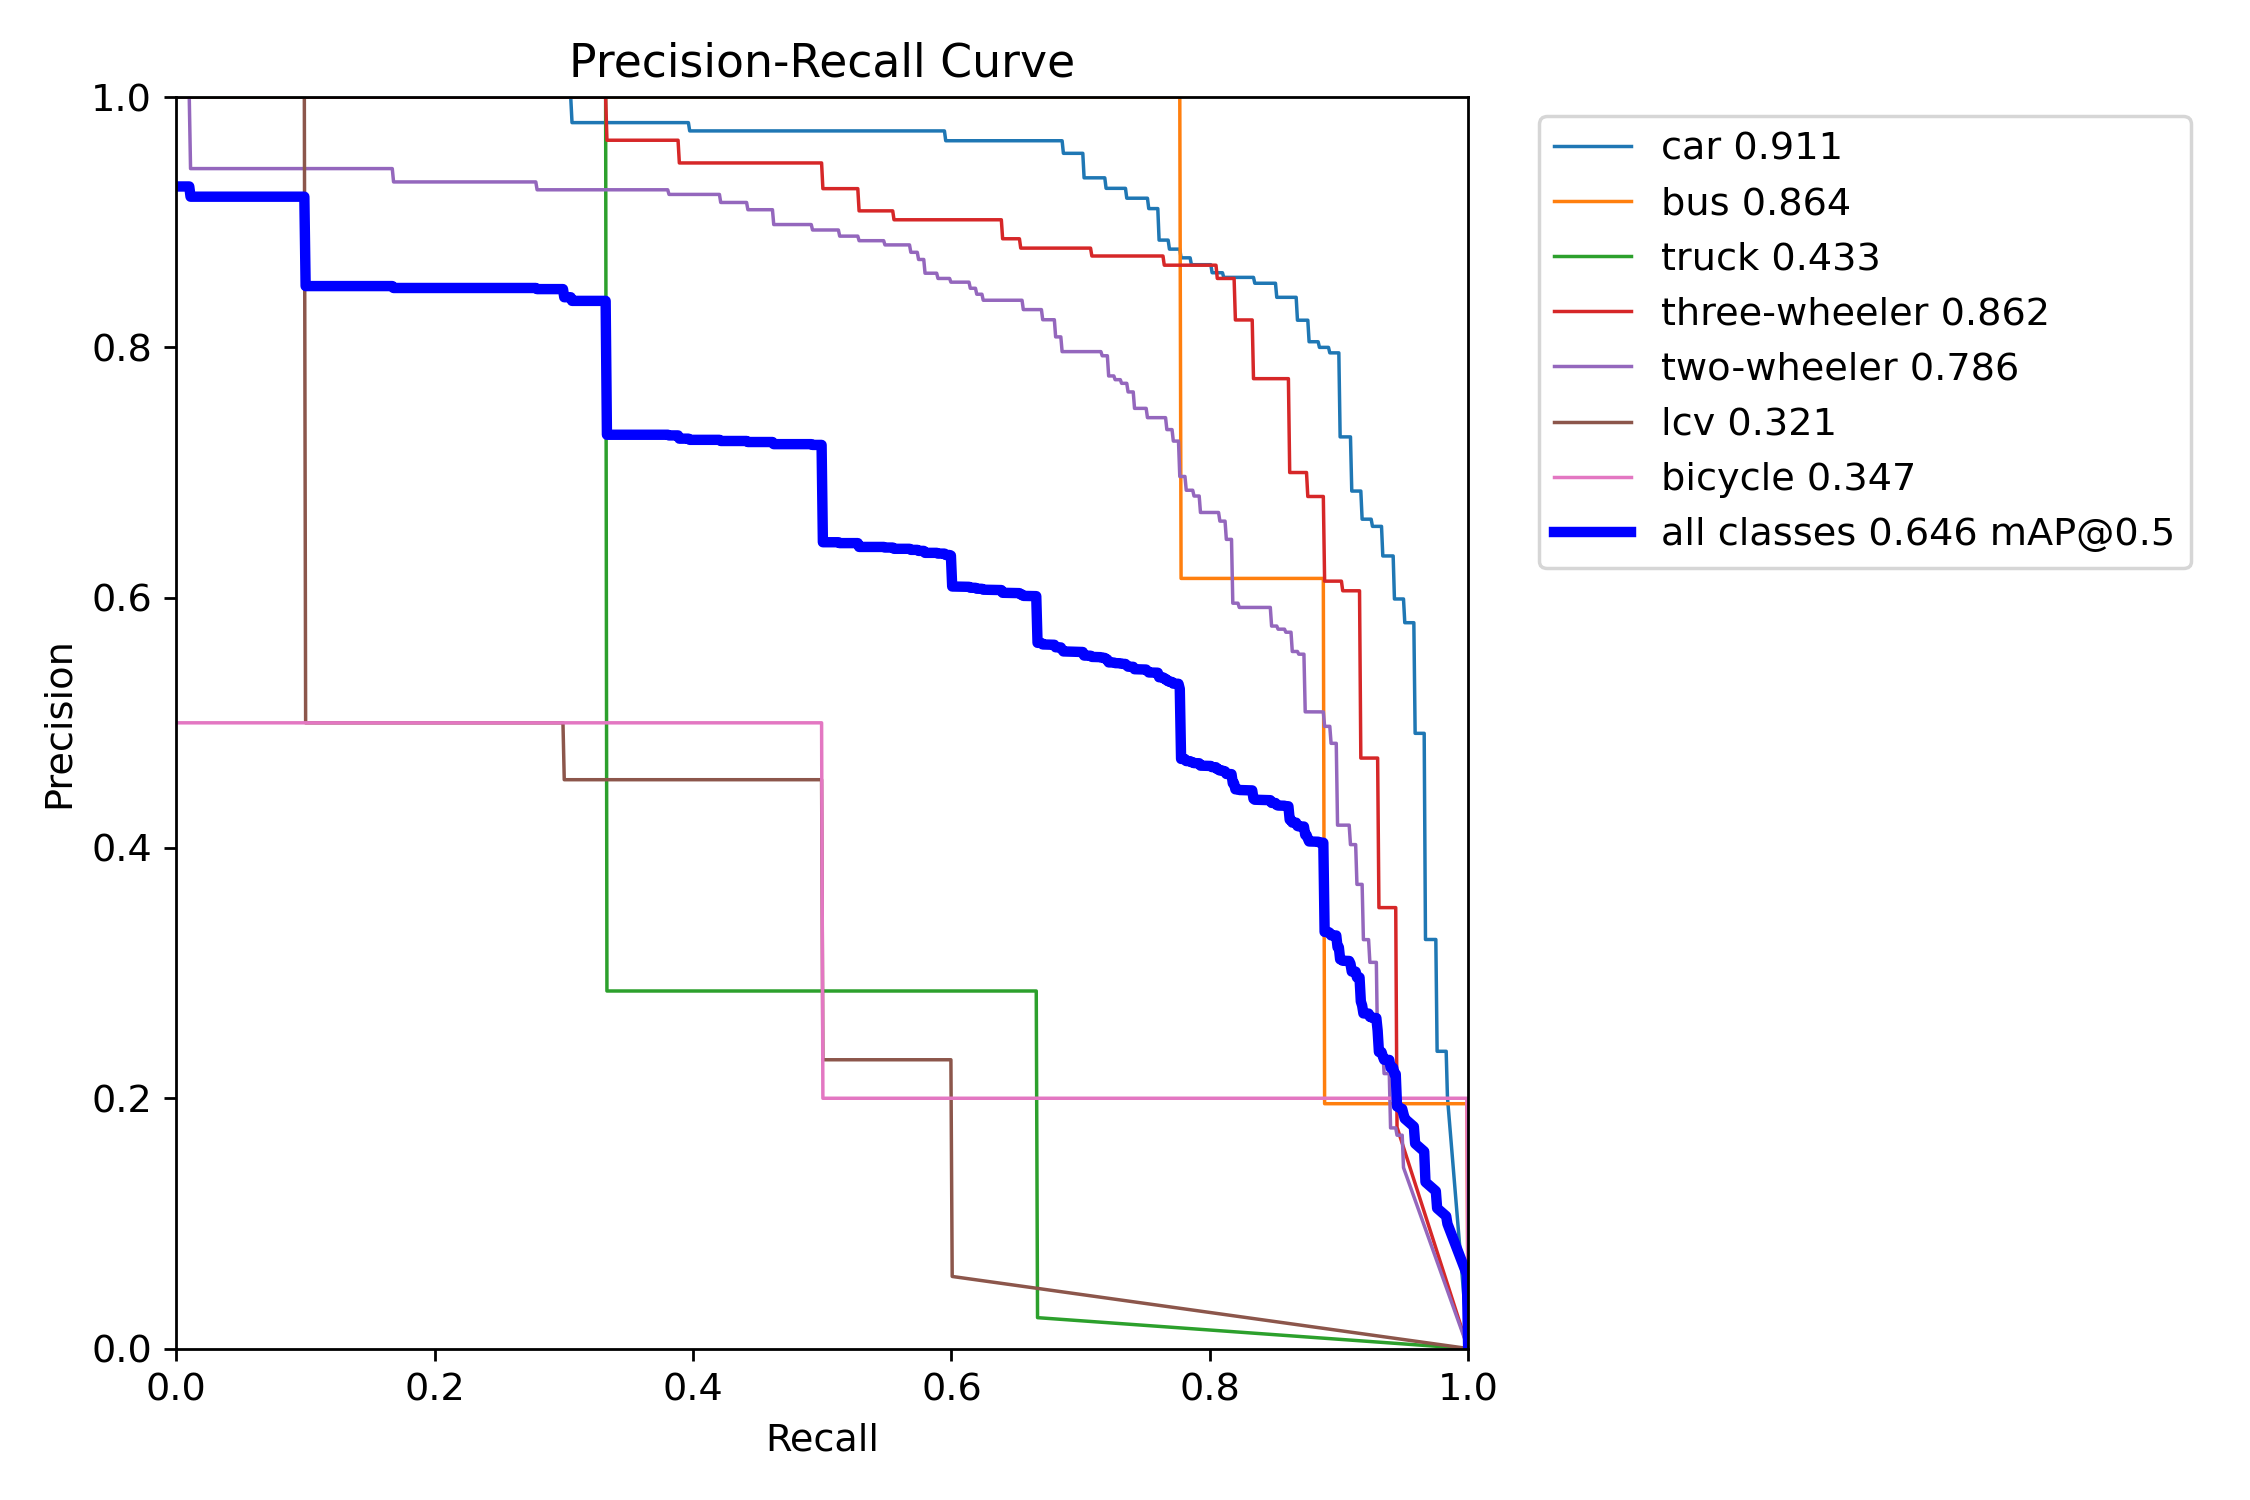 Precision-Recall Curve
1.0
0.8
0.6
0.4
0.2
0.0
Precision
0.0 0.2 0.4 0.6 0.8 1.0
Recall
car 0.911
bus 0.864
truck 0.433
three-wheeler 0.862
two-wheeler 0.786
lcv 0.321
bicycle 0.347
all classes 0.646 mAP@0.5